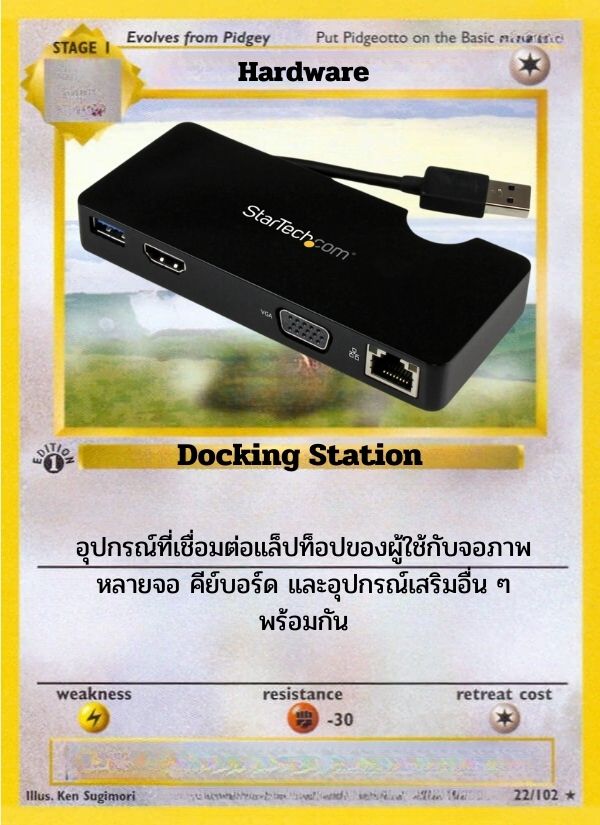 STAGE 1
Evolves from Pidgey
Put Pidgeotto on the Basic
Hardware
StarTech.com
VGA
EDITION
1
Docking Station
อุปกรณ์ที่เชื่อมต่อแล็ปท็อปของผู้ใช้กับจอภาพ
หลายจอ คีย์บอร์ด และอุปกรณ์เสริมอื่น ๆ
พร้อมกัน
weakness resistance retreat cost
-30
Illus. Ken Sugimori
22/102 ★